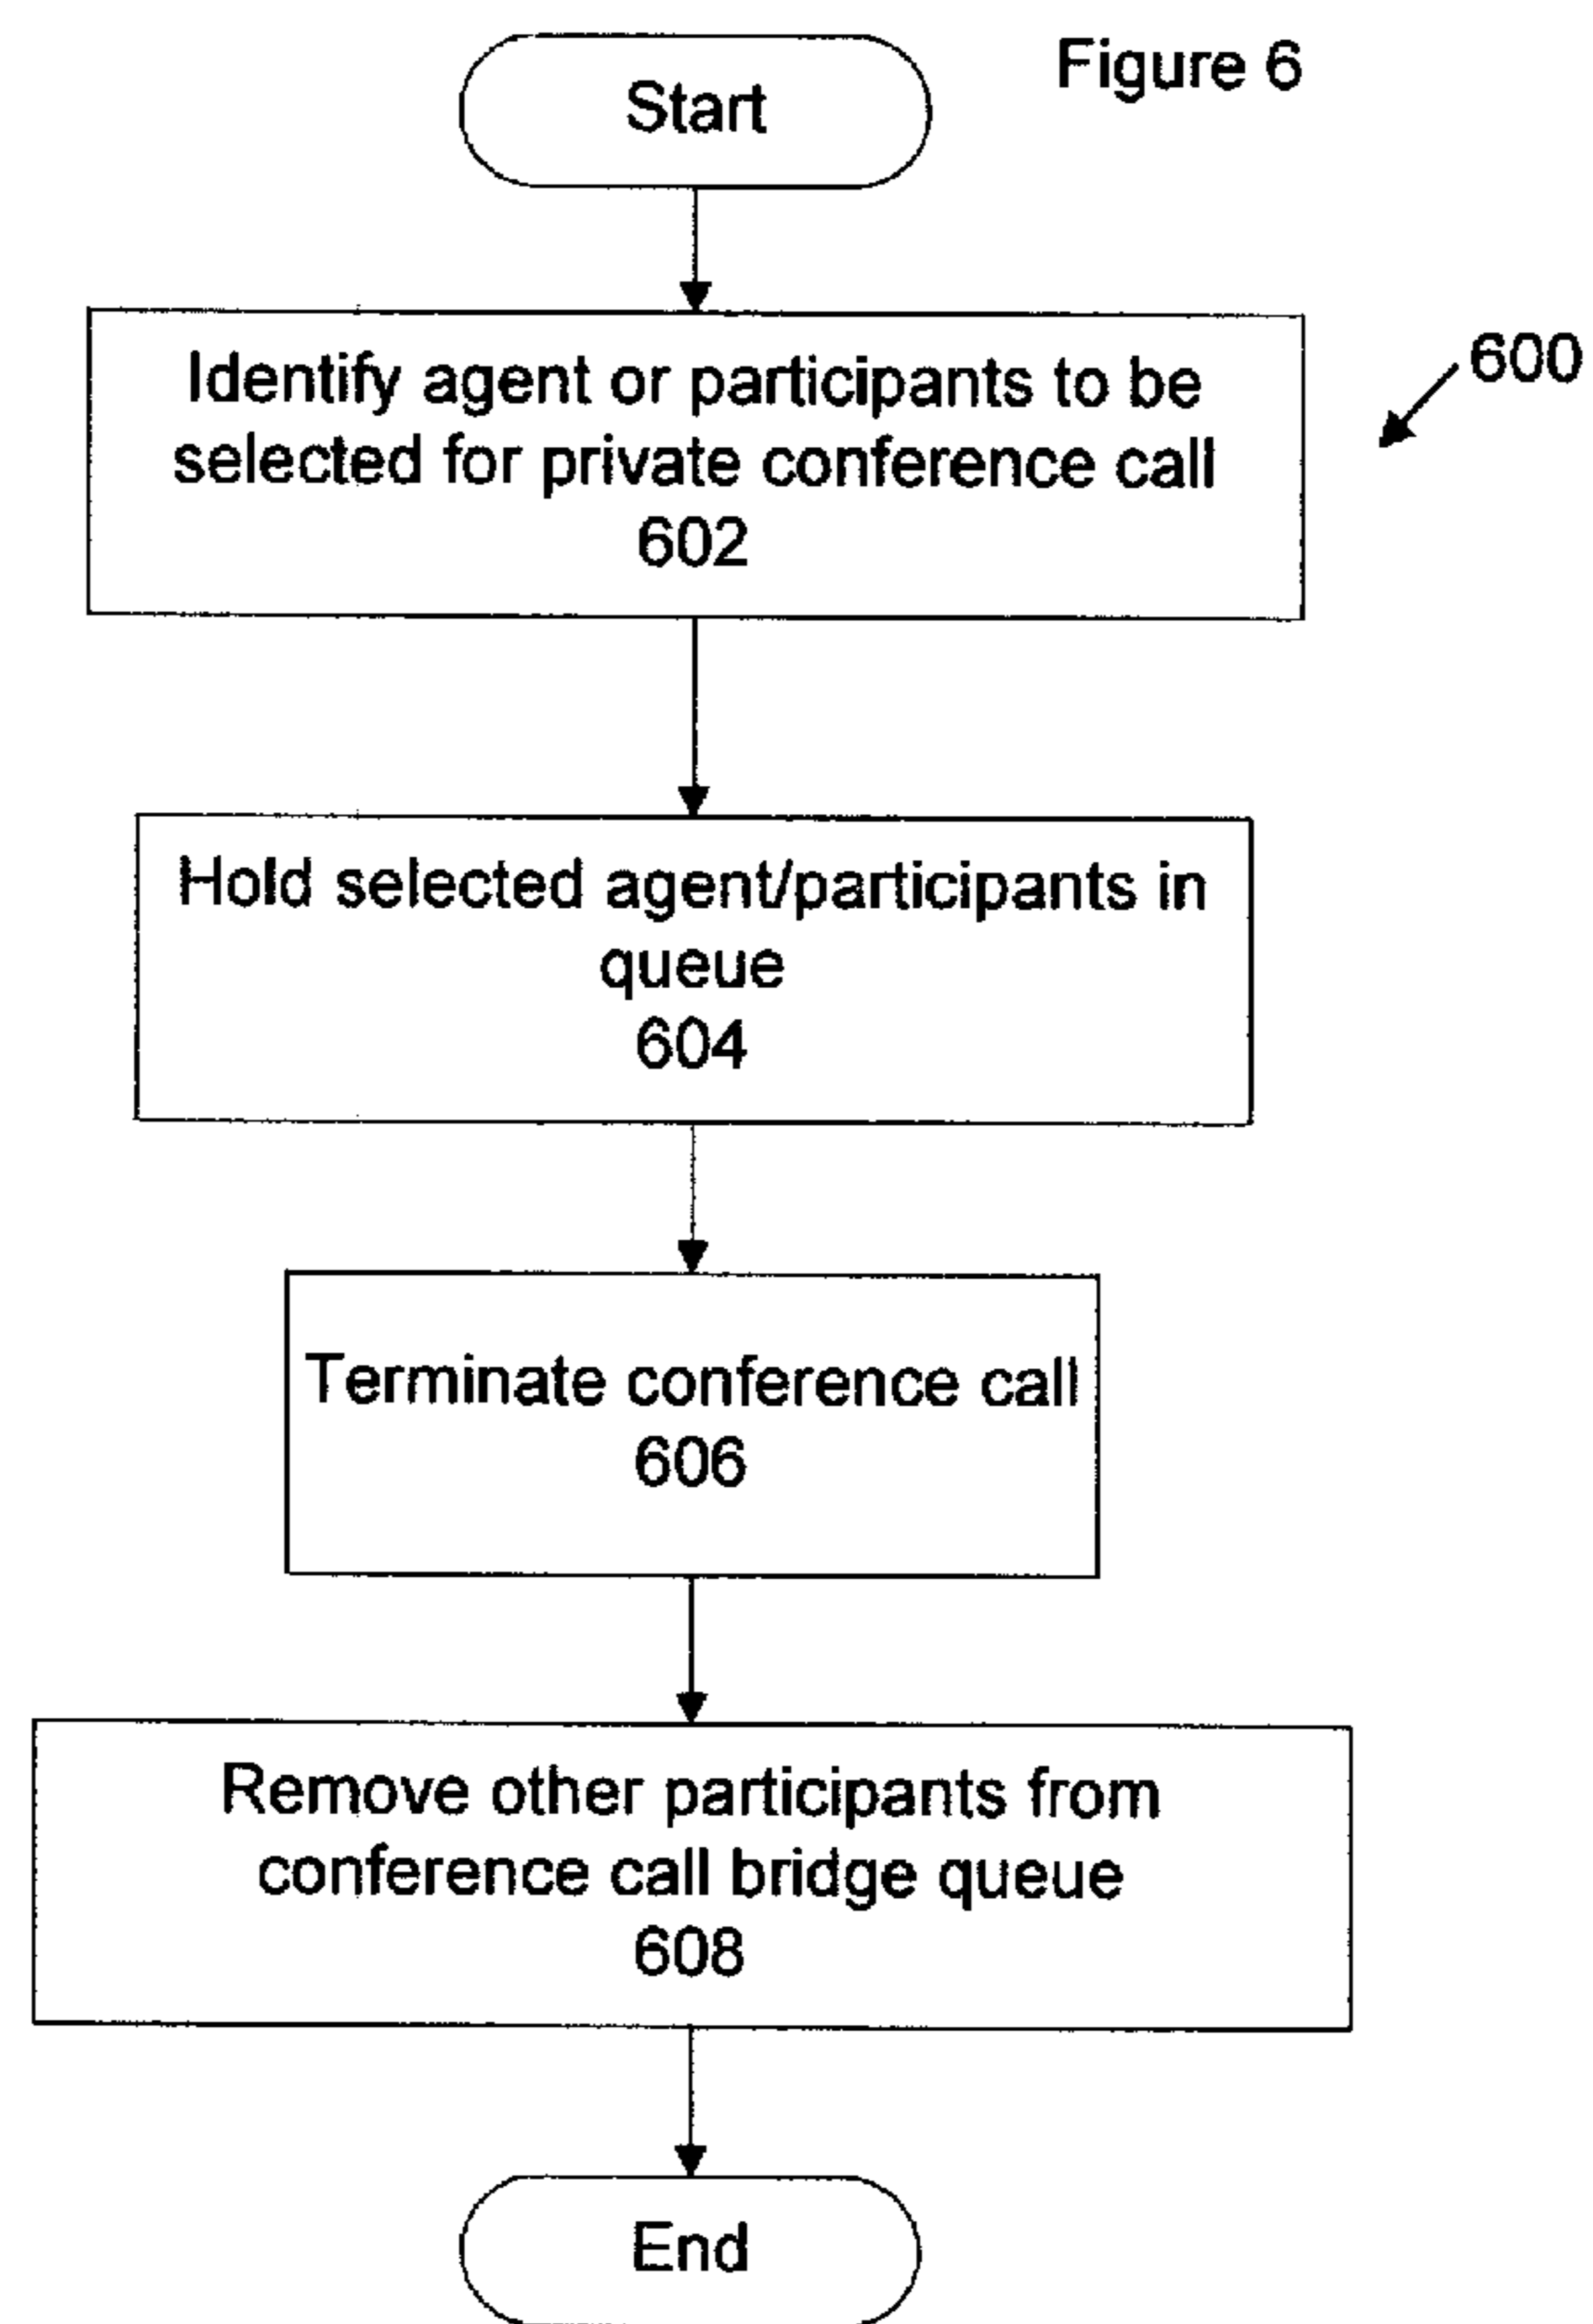 Figure 6
Start
600
Identify agent or participants to be
selected for private conference call
602
Hold selected agent/participants in
queue
604
Terminate conference call
606
Remove other participants from
conference call bridge queue
608
End